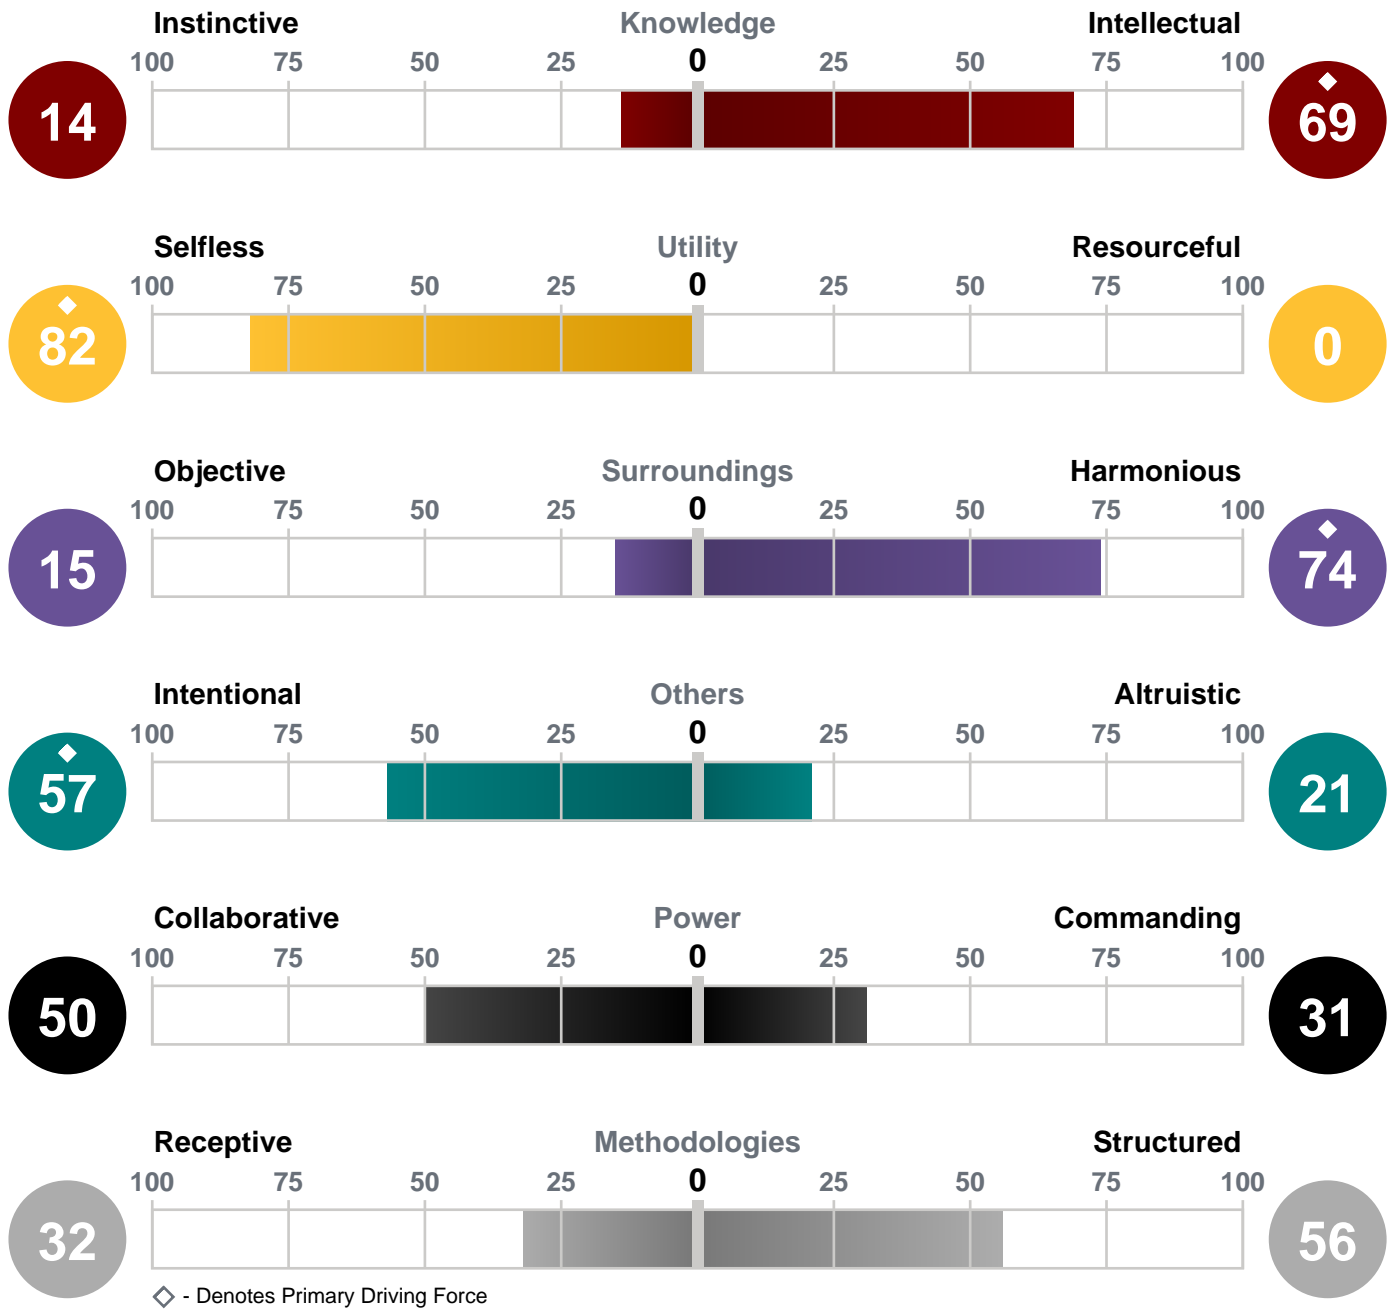 Instinctive Knowledge Intellectual
100 75 50 25 0 25 50 75 100
14 69
Selfless Utility Resourceful
100 75 50 25 0 25 50 75 100
82 0
Objective Surroundings Harmonious
100 75 50 25 0 25 50 75 100
15 74
Intentional Others Altruistic
100 75 50 25 0 25 50 75 100
57 21
Collaborative Power Commanding
100 75 50 25 0 25 50 75 100
50 31
Receptive Methodologies Structured
100 75 50 25 0 25 50 75 100
32 56
- Denotes Primary Driving Force